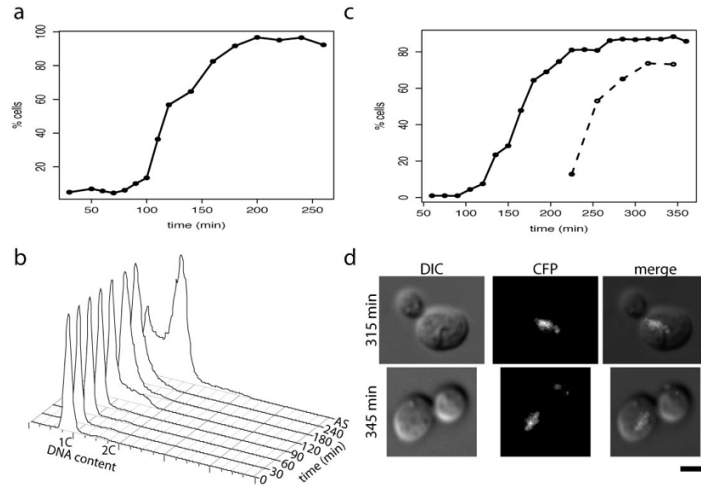 a
% cells
100
80
60
40
20
50 100 150 200 250
time (min)
c
% cells
80
60
40
20
0
50 100 150 200 250 300 350
time (min)
b
1C
2C
DNA content
0
30
60
90
120
180
240
AS
time (min)
d
DIC CFP merge
315 min
345 min